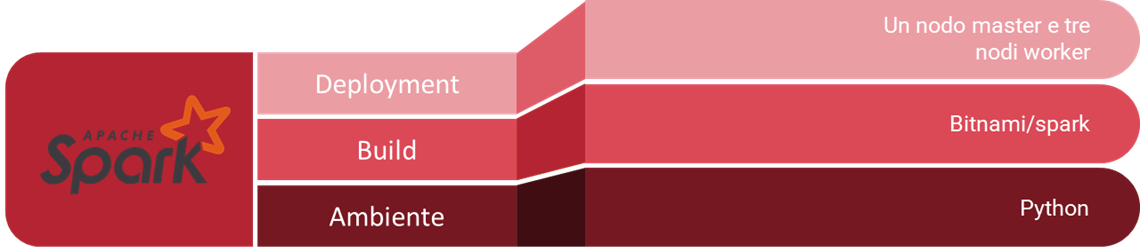 APACHE
Spark
Deployment
Un nodo master e tre
nodi worker
Build
Bitnami/spark
Ambiente
Python